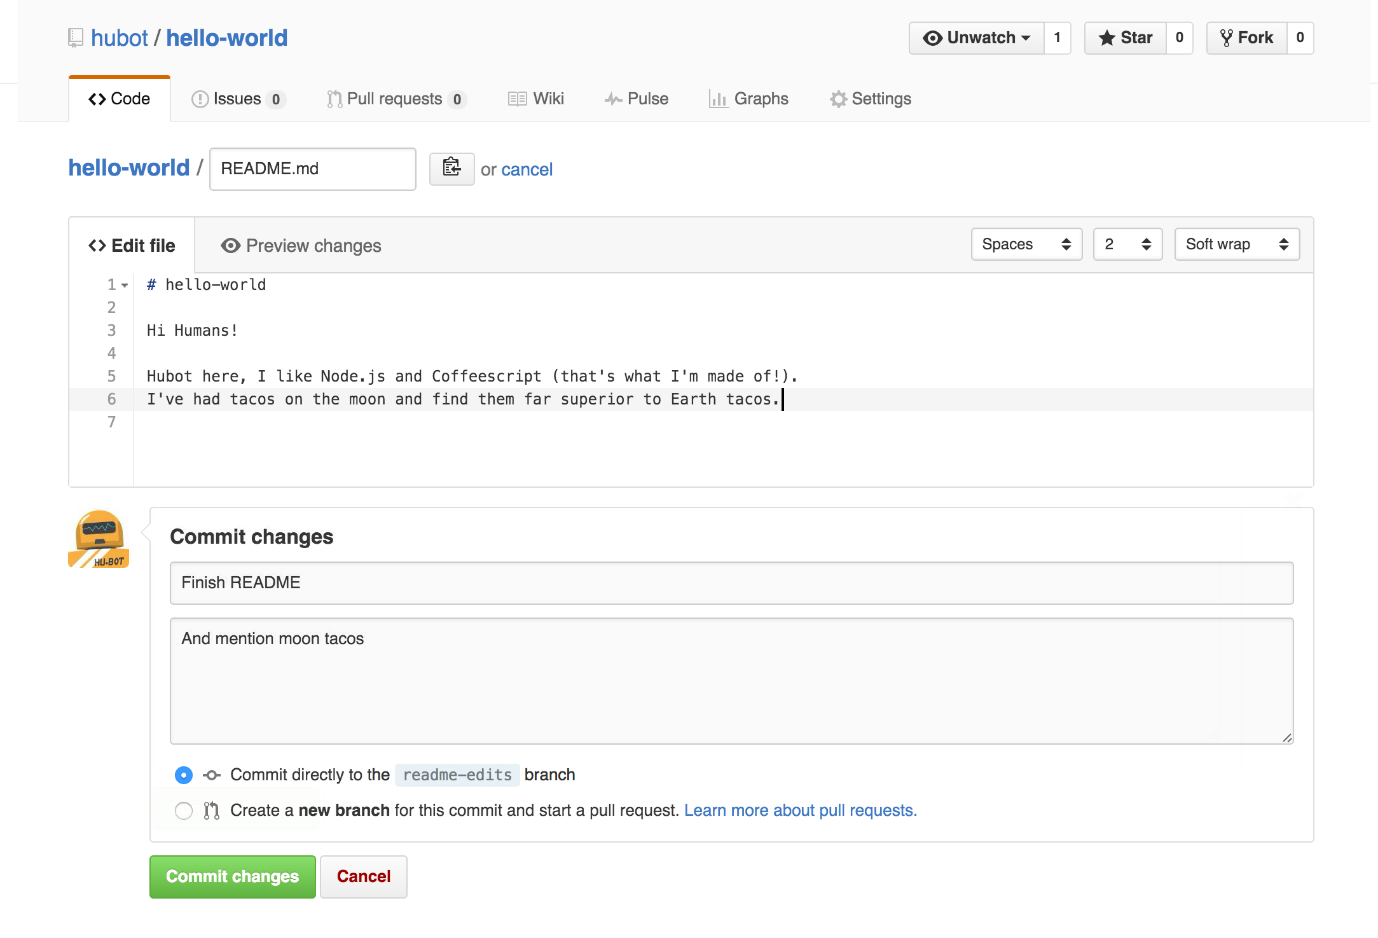 hubot / hello-world
Unwatch 1 Star 0 Fork 0
Code Issues 0 Pull requests 0 Wiki Pulse Graphs Settings
hello-world / README.md or cancel
<> Edit file Preview changes Spaces 2 Soft wrap
1 # hello-world
2
3 Hi Humans!
4
5 Hubot here, I like Node.js and Coffeescript (that's what I'm made of!).
6 I've had tacos on the moon and find them far superior to Earth tacos.
7
HU-BOT
Commit changes
Finish README
And mention moon tacos
Commit directly to the readme-edits branch
Create a new branch for this commit and start a pull request. Learn more about pull requests.
Commit changes Cancel